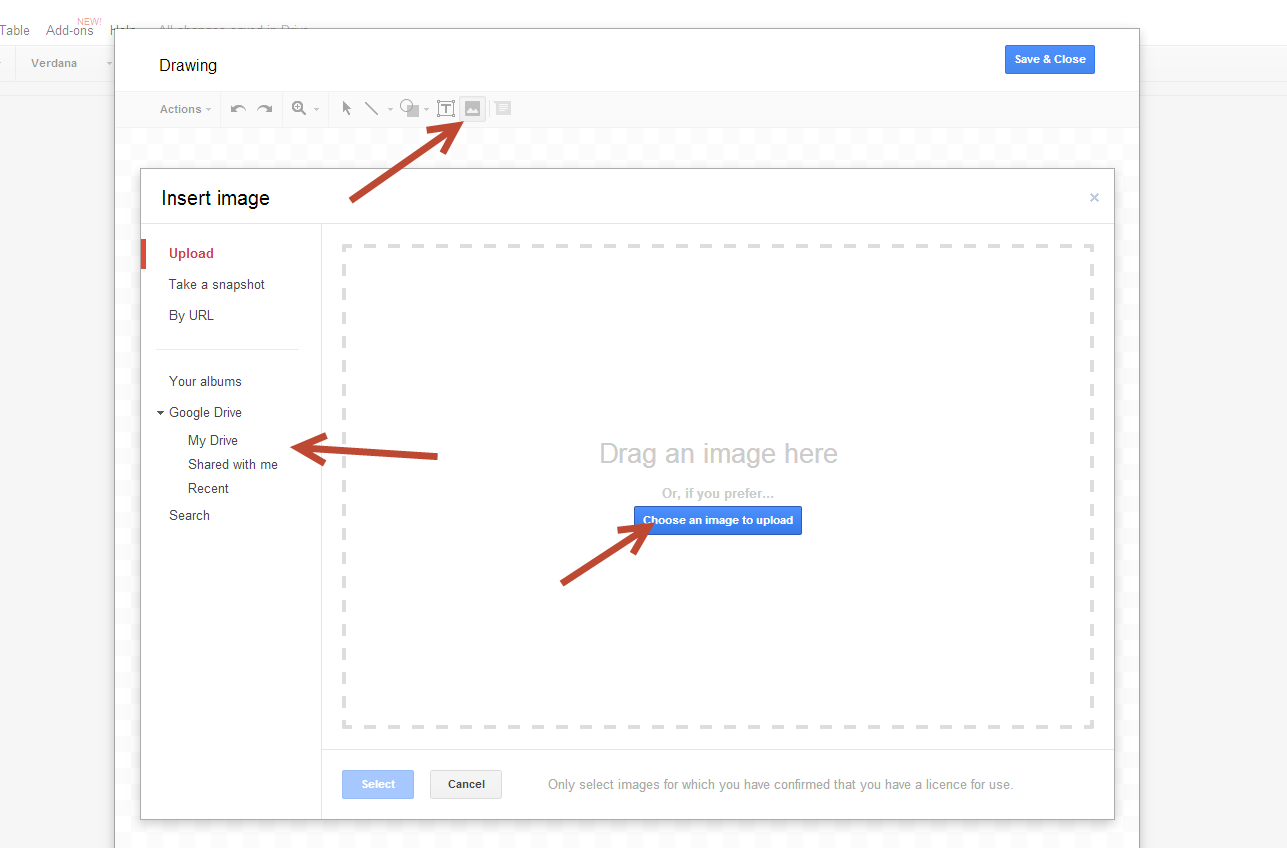 NEW!
Table Add-ons Help All changes saved in Drive
Verdana
Drawing
Save & Close
Actions
T
Insert image
Upload
Take a snapshot
By URL
Your albums
Google Drive
My Drive
Shared with me
Recent
Search
Drag an image here
Or, if you prefer...
Choose an image to upload
Select
Cancel
Only select images for which you have confirmed that you have a licence for use.